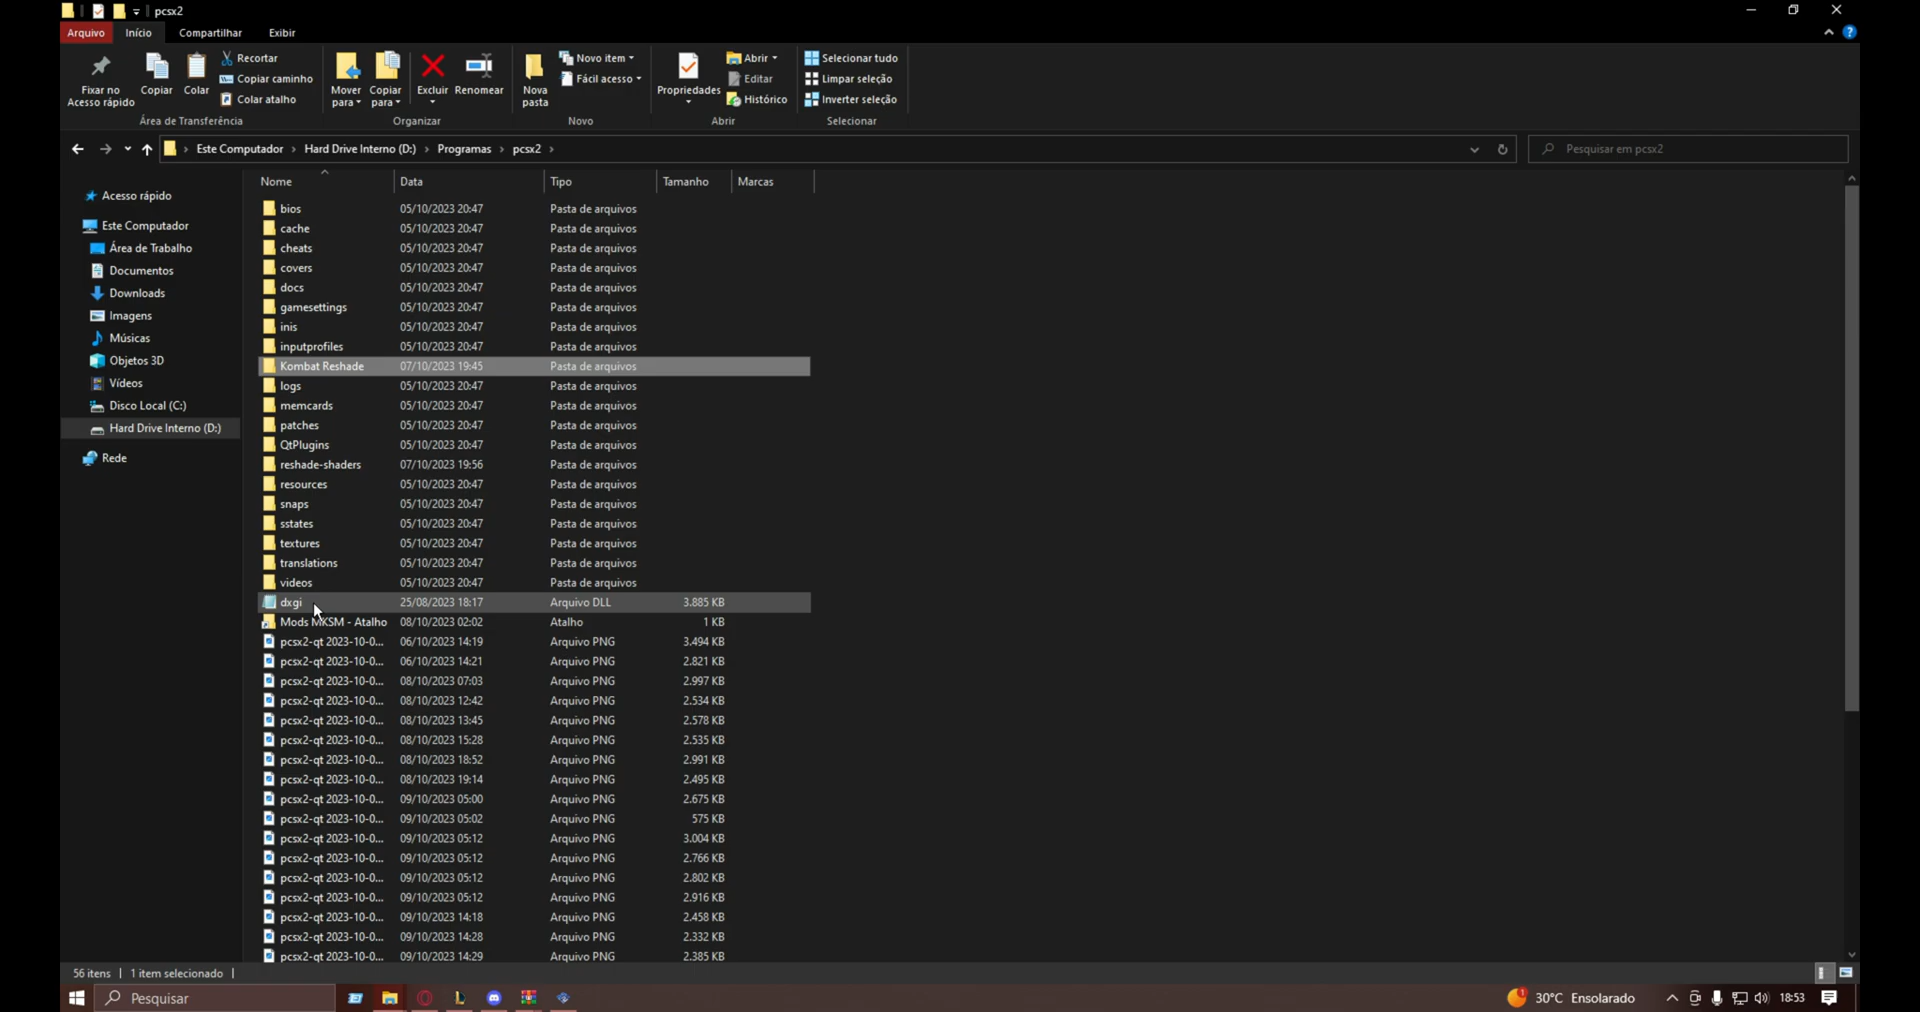 pcsx2
Arquivo Início Compartilhar Exibir
Fixar no Acesso rápido
Copiar
Colar
Recortar
Copiar caminho
Colar atalho
Área de Transferência
Mover para
Copiar para
Excluir
Renomear
Organizar
Nova pasta
Novo item
Fácil acesso
Novo
Propriedades
Abrir
Editar
Histórico
Abrir
Selecionar tudo
Limpar seleção
Inverter seleção
Selecionar
Este Computador › Hard Drive Interno (D:) › Programas › pcsx2 ›
Pesquisar em pcsx2
Acesso rápido
Este Computador
Área de Trabalho
Documentos
Downloads
Imagens
Músicas
Objetos 3D
Vídeos
Disco Local (C:)
Hard Drive Interno (D:)
Rede
Nome Data Tipo Tamanho Marcas
bios 05/10/2023 20:47 Pasta de arquivos
cache 05/10/2023 20:47 Pasta de arquivos
cheats 05/10/2023 20:47 Pasta de arquivos
covers 05/10/2023 20:47 Pasta de arquivos
docs 05/10/2023 20:47 Pasta de arquivos
gamesettings 05/10/2023 20:47 Pasta de arquivos
inis 05/10/2023 20:47 Pasta de arquivos
inputprofiles 05/10/2023 20:47 Pasta de arquivos
Kombat Reshade 07/10/2023 19:45 Pasta de arquivos
logs 05/10/2023 20:47 Pasta de arquivos
memcards 05/10/2023 20:47 Pasta de arquivos
patches 05/10/2023 20:47 Pasta de arquivos
QtPlugins 05/10/2023 20:47 Pasta de arquivos
reshade-shaders 07/10/2023 19:56 Pasta de arquivos
resources 05/10/2023 20:47 Pasta de arquivos
snaps 05/10/2023 20:47 Pasta de arquivos
sstates 05/10/2023 20:47 Pasta de arquivos
textures 05/10/2023 20:47 Pasta de arquivos
translations 05/10/2023 20:47 Pasta de arquivos
videos 05/10/2023 20:47 Pasta de arquivos
dxgi 25/08/2023 18:17 Arquivo DLL 3.885 KB
Mods MKSM - Atalho 08/10/2023 02:02 Atalho 1 KB
pcsx2-qt 2023-10-0... 06/10/2023 14:19 Arquivo PNG 3.494 KB
pcsx2-qt 2023-10-0... 06/10/2023 14:21 Arquivo PNG 2.821 KB
pcsx2-qt 2023-10-0... 08/10/2023 07:03 Arquivo PNG 2.997 KB
pcsx2-qt 2023-10-0... 08/10/2023 12:42 Arquivo PNG 2.534 KB
pcsx2-qt 2023-10-0... 08/10/2023 13:45 Arquivo PNG 2.578 KB
pcsx2-qt 2023-10-0... 08/10/2023 15:28 Arquivo PNG 2.535 KB
pcsx2-qt 2023-10-0... 08/10/2023 18:52 Arquivo PNG 2.991 KB
pcsx2-qt 2023-10-0... 08/10/2023 19:14 Arquivo PNG 2.495 KB
pcsx2-qt 2023-10-0... 09/10/2023 05:00 Arquivo PNG 2.675 KB
pcsx2-qt 2023-10-0... 09/10/2023 05:02 Arquivo PNG 575 KB
pcsx2-qt 2023-10-0... 09/10/2023 05:12 Arquivo PNG 3.004 KB
pcsx2-qt 2023-10-0... 09/10/2023 05:12 Arquivo PNG 2.766 KB
pcsx2-qt 2023-10-0... 09/10/2023 05:12 Arquivo PNG 2.802 KB
pcsx2-qt 2023-10-0... 09/10/2023 05:12 Arquivo PNG 2.916 KB
pcsx2-qt 2023-10-0... 09/10/2023 14:18 Arquivo PNG 2.458 KB
pcsx2-qt 2023-10-0... 09/10/2023 14:28 Arquivo PNG 2.332 KB
pcsx2-qt 2023-10-0... 09/10/2023 14:29 Arquivo PNG 2.385 KB
56 itens 1 item selecionado
Pesquisar
1
30°C Ensolarado
18:53